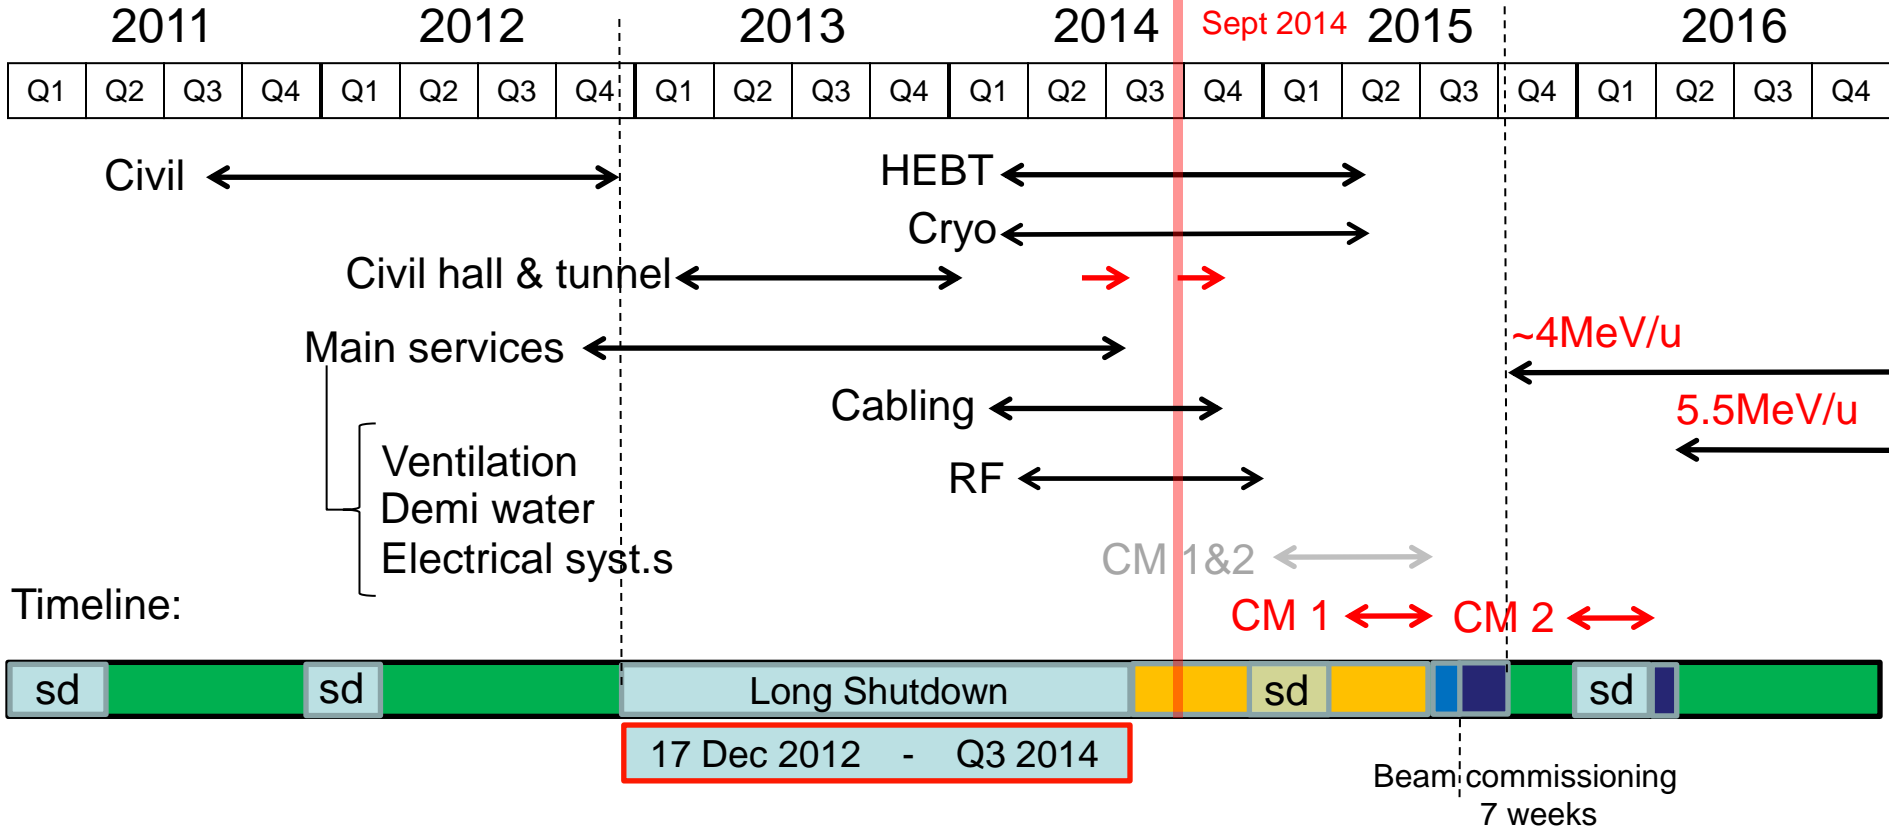 2011 2012 2013 2014 Sept 2014 2015 2016
Q1 Q2 Q3 Q4 Q1 Q2 Q3 Q4 Q1 Q2 Q3 Q4 Q1 Q2 Q3 Q4 Q1 Q2 Q3 Q4 Q1 Q2 Q3 Q4
Civil HEBT
Cryo
Civil hall & tunnel
Main services ~4MeV/u
Cabling 5.5MeV/u
Ventilation RF
Demi water
Electrical syst.s CM 1&2
Timeline: CM 1 CM 2
sd sd Long Shutdown sd sd
17 Dec 2012 - Q3 2014
Beam commissioning
7 weeks